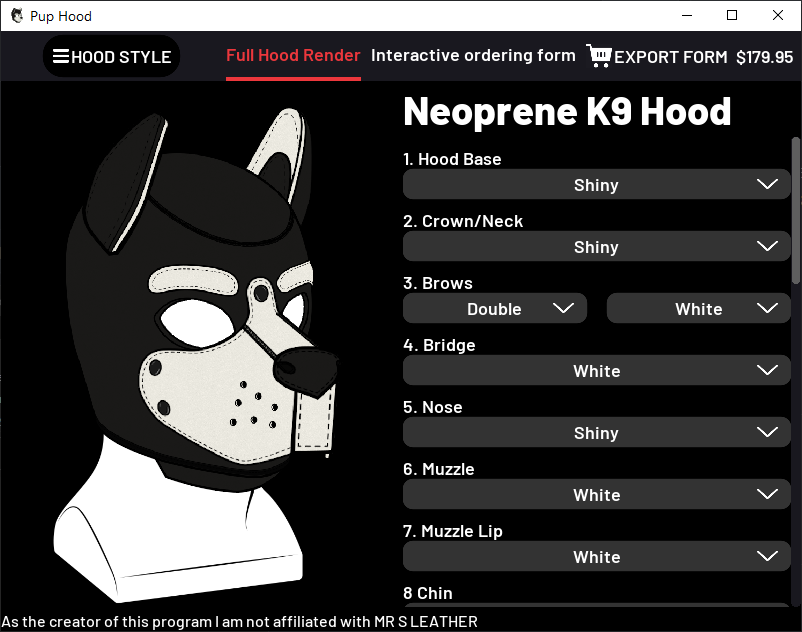 Pup Hood
HOOD STYLE
Full Hood Render
Interactive ordering form
EXPORT FORM $179.95
Neoprene K9 Hood
1. Hood Base
Shiny
2. Crown/Neck
Shiny
3. Brows
Double
White
4. Bridge
White
5. Nose
Shiny
6. Muzzle
White
7. Muzzle Lip
White
8 Chin
As the creator of this program I am not affiliated with MR S LEATHER